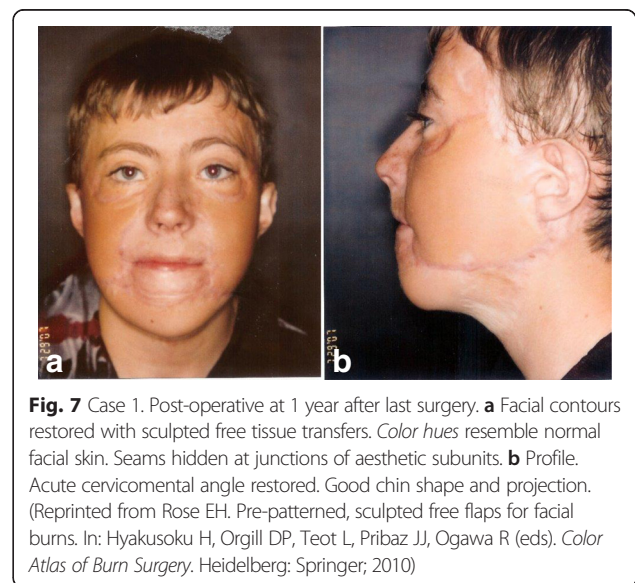 a
b
Fig. 7 Case 1. Post-operative at 1 year after last surgery. a Facial contours
restored with sculpted free tissue transfers. Color hues resemble normal
facial skin. Seams hidden at junctions of aesthetic subunits. b Profile.
Acute cervicomental angle restored. Good chin shape and projection.
(Reprinted from Rose EH. Pre-patterned, sculpted free flaps for facial
burns. In: Hyakusoku H, Orgill DP, Teot L, Pribaz JJ, Ogawa R (eds). Color
Atlas of Burn Surgery. Heidelberg: Springer; 2010)